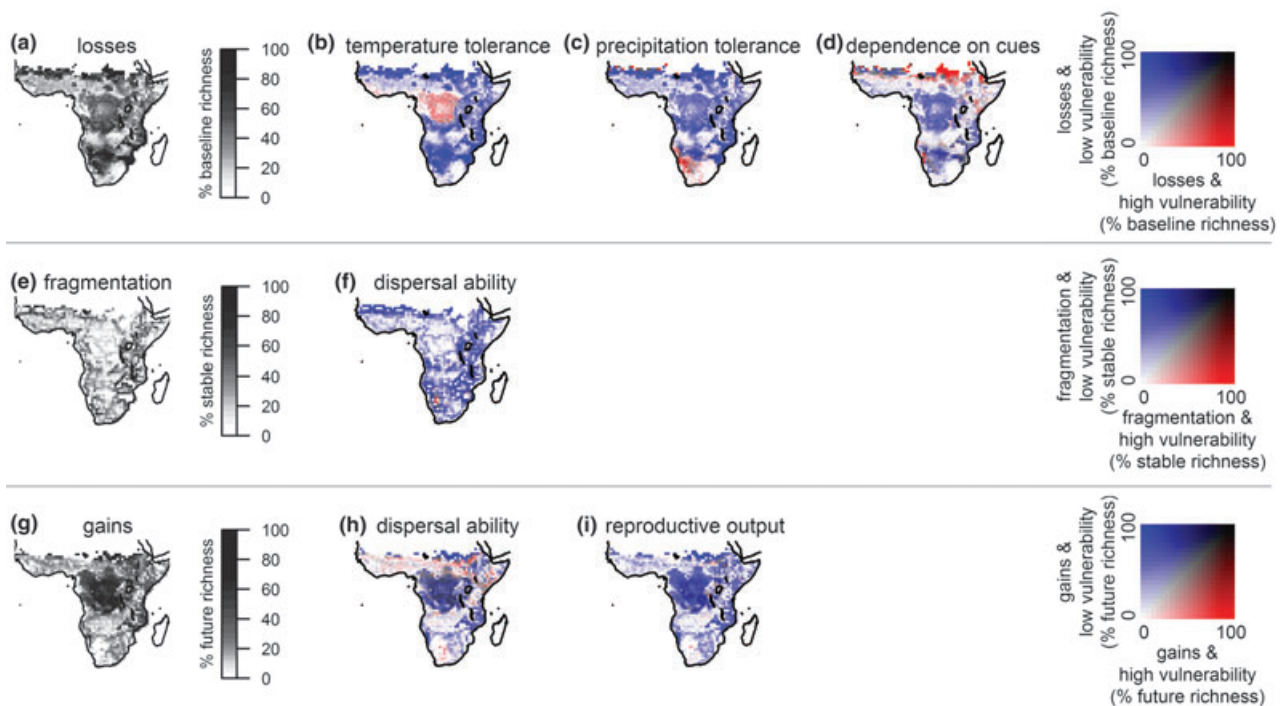 (a) losses
100
80
60
40
20
0
% baseline richness
(b) temperature tolerance
(c) precipitation tolerance
(d) dependence on cues
losses &
low vulnerability
(% baseline richness)
100
0
0 100
losses &
high vulnerability
(% baseline richness)
(e) fragmentation
100
80
60
40
20
0
% stable richness
(f) dispersal ability
fragmentation &
low vulnerability
(% stable richness)
100
0
0 100
fragmentation &
high vulnerability
(% stable richness)
(g) gains
100
80
60
40
20
0
% future richness
(h) dispersal ability
(i) reproductive output
gains &
low vulnerability
(% future richness)
100
0
0 100
gains &
high vulnerability
(% future richness)